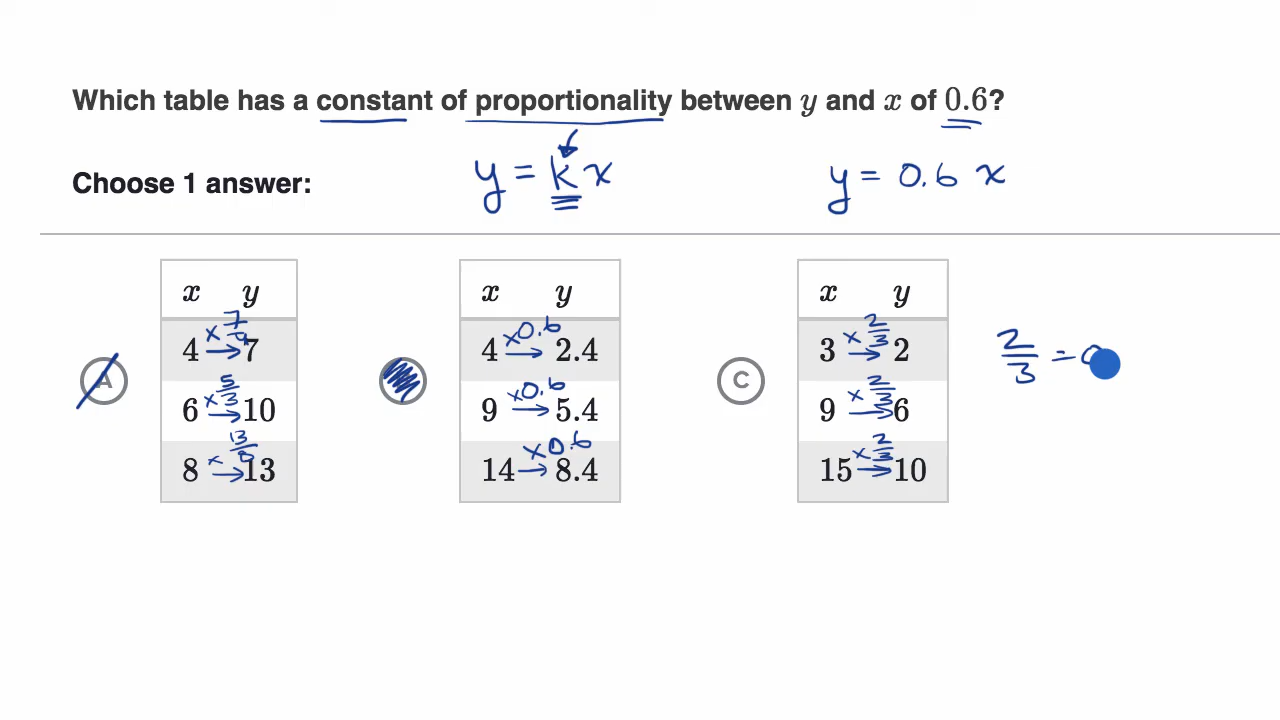 Which table has a constant of proportionality between y and x of 0.6?
Choose 1 answer:
y = kx
y = 0.6 x
A
x y
4 × 7/4 → 7
6 × 5/3 → 10
8 × 13/8 → 13
x y
4 ×0.6 → 2.4
9 ×0.6 → 5.4
14 ×0.6 → 8.4
C
x y
3 × 2/3 → 2
9 × 2/3 → 6
15 × 2/3 → 10
2/3 =